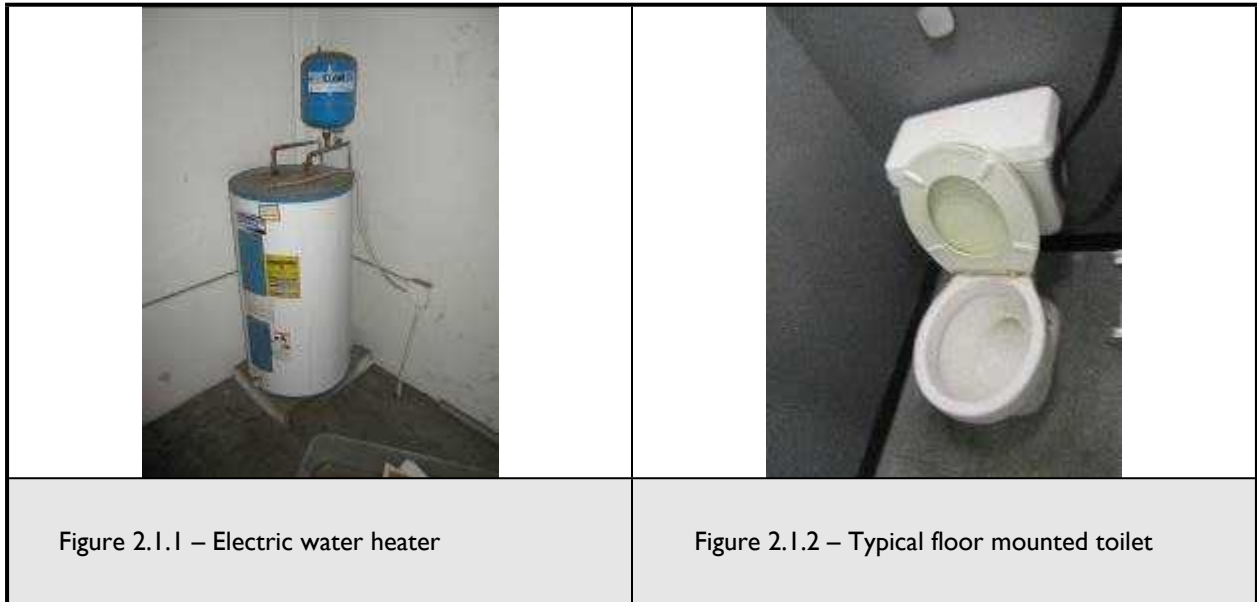 Figure 2.1.1 – Electric water heater
Figure 2.1.2 – Typical floor mounted toilet